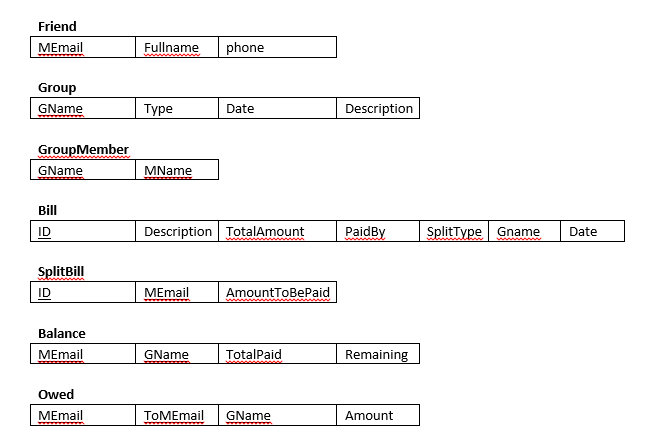 Friend
MEmail Fullname phone
Group
GName Type Date Description
GroupMember
GName MName
Bill
ID Description TotalAmount PaidBy SplitType Gname Date
SplitBill
ID MEmail AmountToBePaid
Balance
MEmail GName TotalPaid Remaining
Owed
MEmail ToMEmail GName Amount